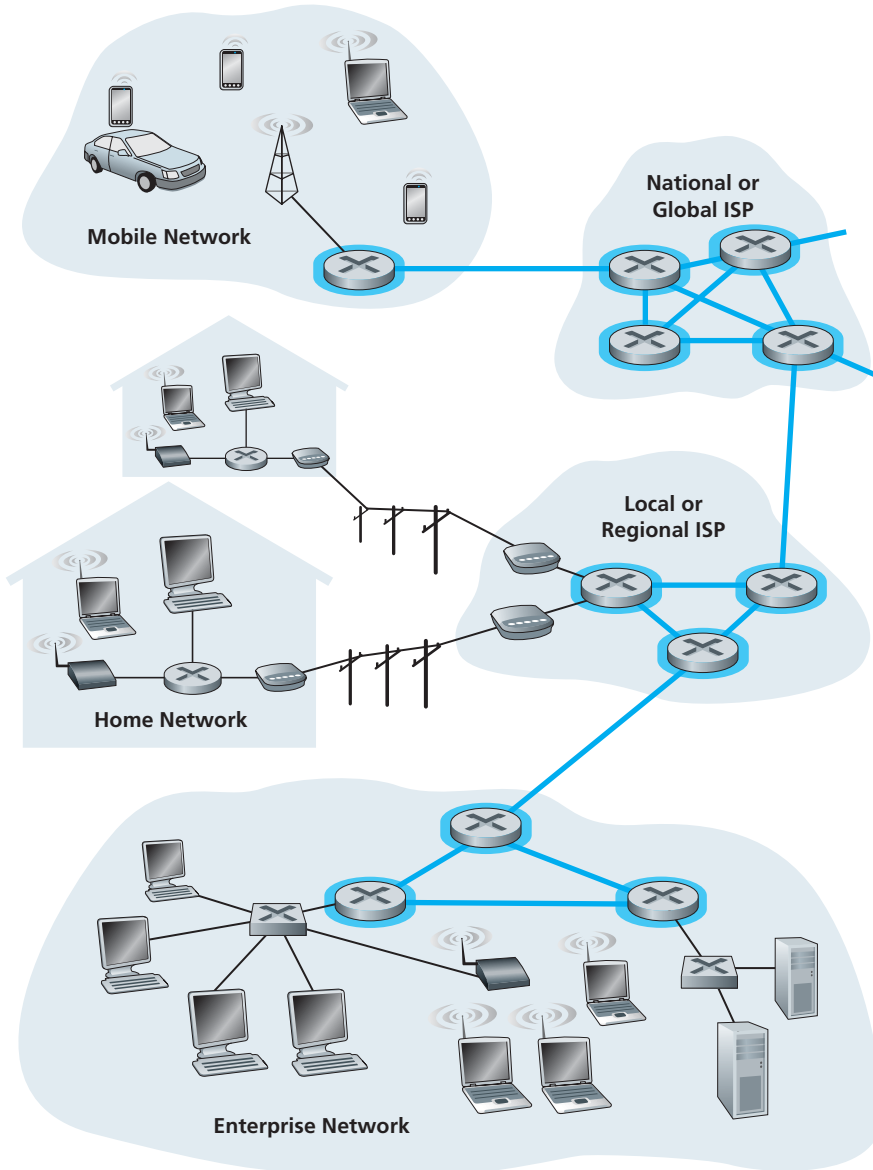 National or
Global ISP
Mobile Network
Local or
Regional ISP
Home Network
Enterprise Network